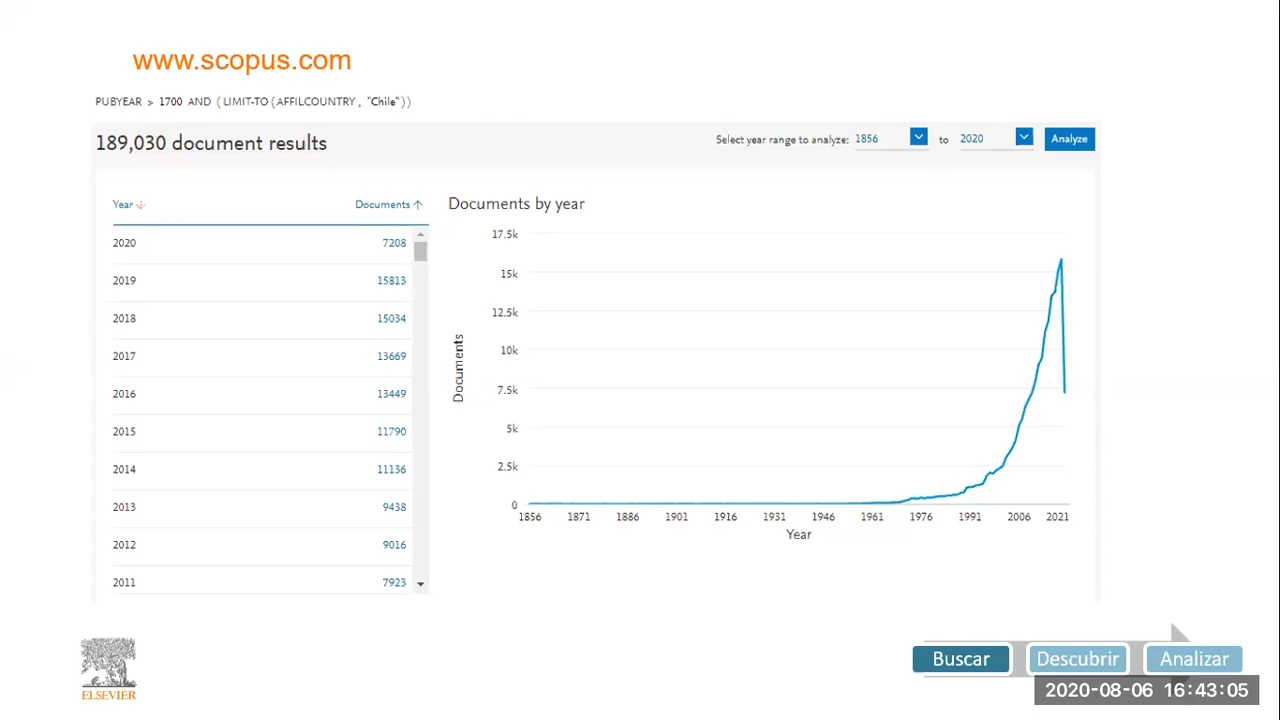 www.scopus.com
PUBYEAR > 1700 AND ( LIMIT-TO ( AFFILCOUNTRY , "Chile" ) )
189,030 document results
Select year range to analyze: 1856 to 2020 Analyze
Year Documents
2020 7208
2019 15813
2018 15034
2017 13669
2016 13449
2015 11790
2014 11136
2013 9438
2012 9016
2011 7923
Documents by year
17.5k
15k
12.5k
10k
7.5k
5k
2.5k
0
Documents
1856 1871 1886 1901 1916 1931 1946 1961 1976 1991 2006 2021
Year
ELSEVIER
Buscar Descubrir Analizar
2020-08-06 16:43:05